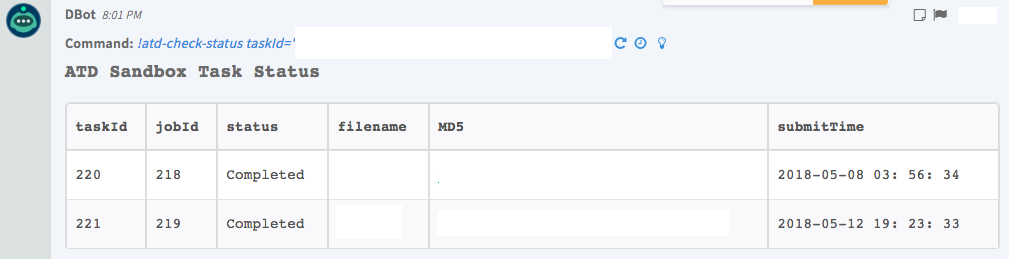 DBot 8:01 PM
Command: !atd-check-status taskId='
ATD Sandbox Task Status
taskId jobId status filename MD5 submitTime
220 218 Completed 2018-05-08 03: 56: 34
221 219 Completed 2018-05-12 19: 23: 33